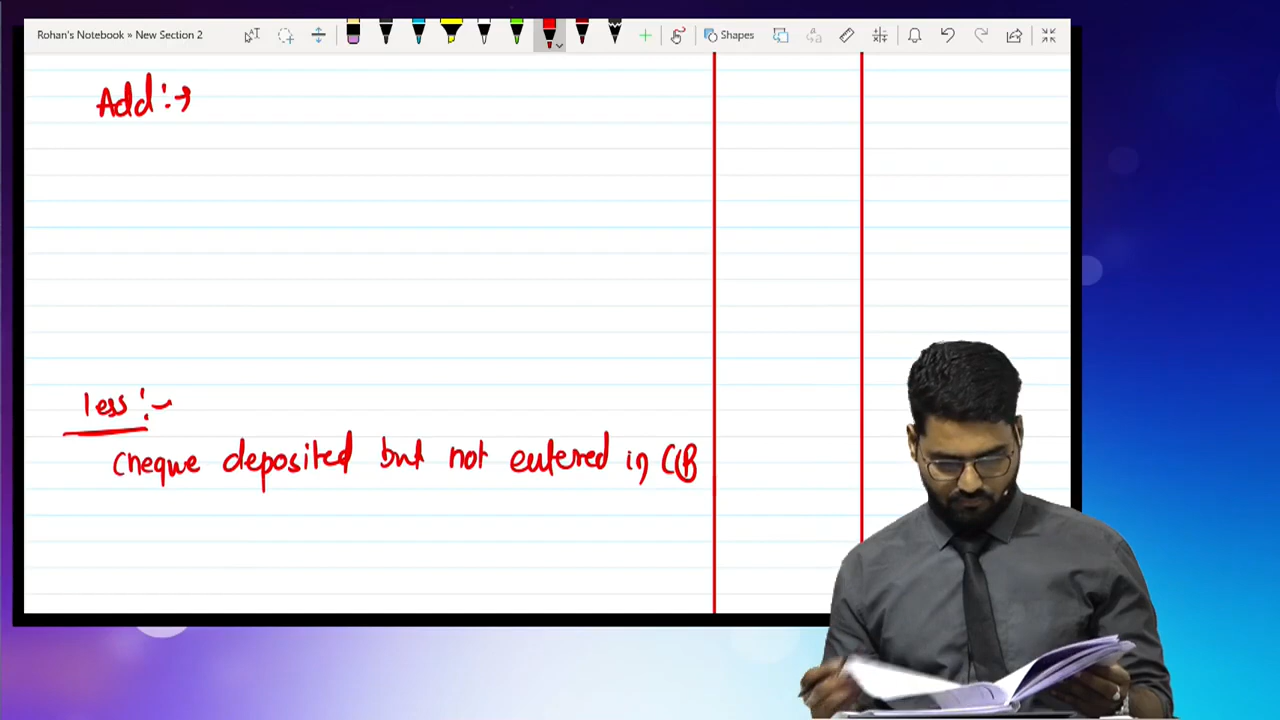 Rohan's Notebook » New Section 2
Shapes
Add :→
less :-
Cheque deposited but not entered in CB